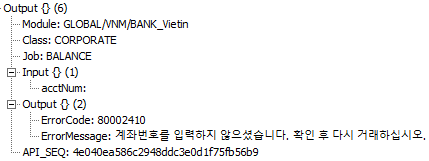 Output {} (6)
Module: GLOBAL/VNM/BANK_Vietin
Class: CORPORATE
Job: BALANCE
Input {} (1)
acctNum:
Output {} (2)
ErrorCode: 80002410
ErrorMessage: 계좌번호를 입력하지 않으셨습니다. 확인 후 다시 거래하십시오.
API_SEQ: 4e040ea586c2948ddc3e0d1f75fb56b9